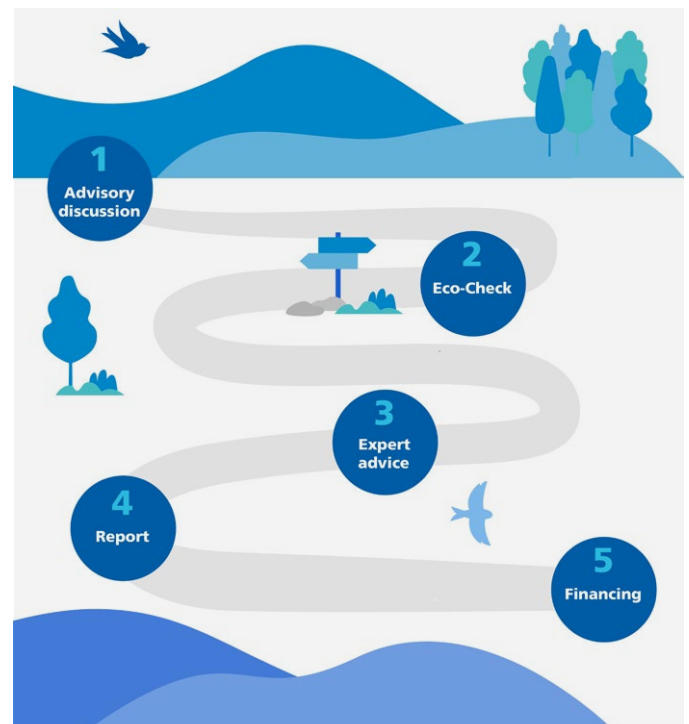 1
Advisory
discussion
2
Eco-Check
3
Expert
advice
4
Report
5
Financing